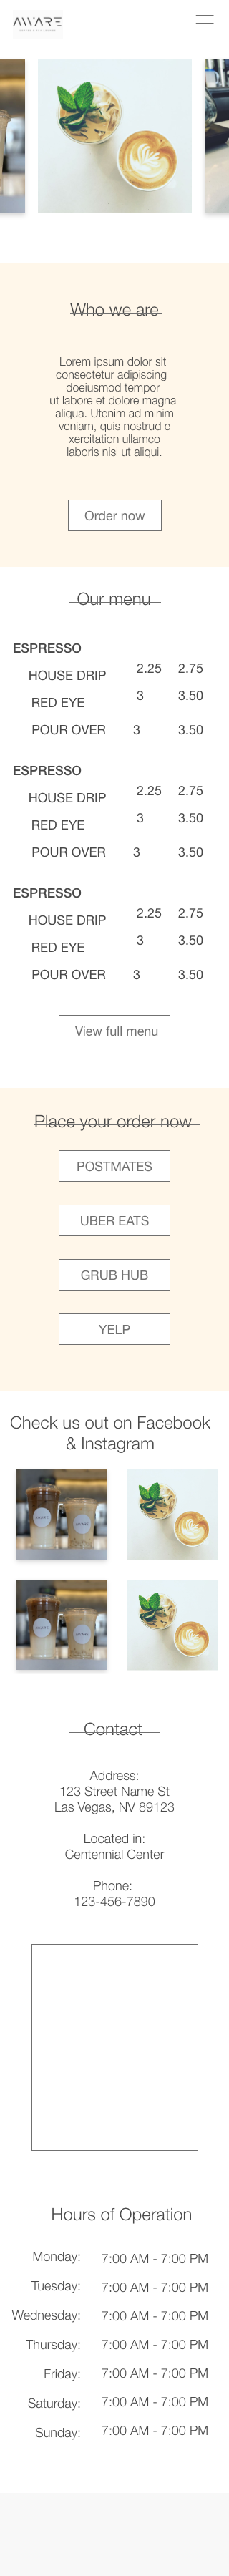 AWARE
COFFEE & TEA HOUSE
Who we are
Lorem ipsum dolor sit
consectetur adipiscing
doeiusmod tempor
ut labore et dolore magna
aliqua. Utenim ad minim
veniam, quis nostrud e
xercitation ullamco
laboris nisi ut aliqui.
Order now
Our menu
ESPRESSO
HOUSE DRIP 2.25 2.75
RED EYE 3 3.50
POUR OVER 3 3.50
ESPRESSO
HOUSE DRIP 2.25 2.75
RED EYE 3 3.50
POUR OVER 3 3.50
ESPRESSO
HOUSE DRIP 2.25 2.75
RED EYE 3 3.50
POUR OVER 3 3.50
View full menu
Place your order now
POSTMATES
UBER EATS
GRUB HUB
YELP
Check us out on Facebook
& Instagram
Contact
Address:
123 Street Name St
Las Vegas, NV 89123
Located in:
Centennial Center
Phone:
123-456-7890
Hours of Operation
Monday: 7:00 AM - 7:00 PM
Tuesday: 7:00 AM - 7:00 PM
Wednesday: 7:00 AM - 7:00 PM
Thursday: 7:00 AM - 7:00 PM
Friday: 7:00 AM - 7:00 PM
Saturday: 7:00 AM - 7:00 PM
Sunday: 7:00 AM - 7:00 PM